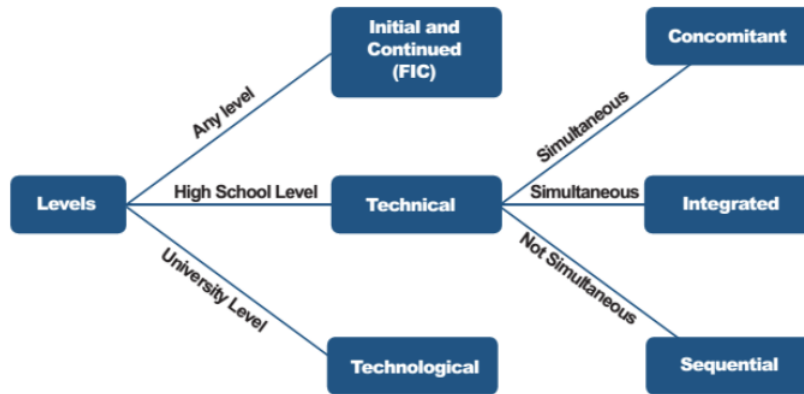 Initial and
Continued
(FIC)
Concomitant
Any level
Simultaneous
Levels
High School Level
Technical
Simultaneous
Integrated
University Level
Not Simultaneous
Technological
Sequential